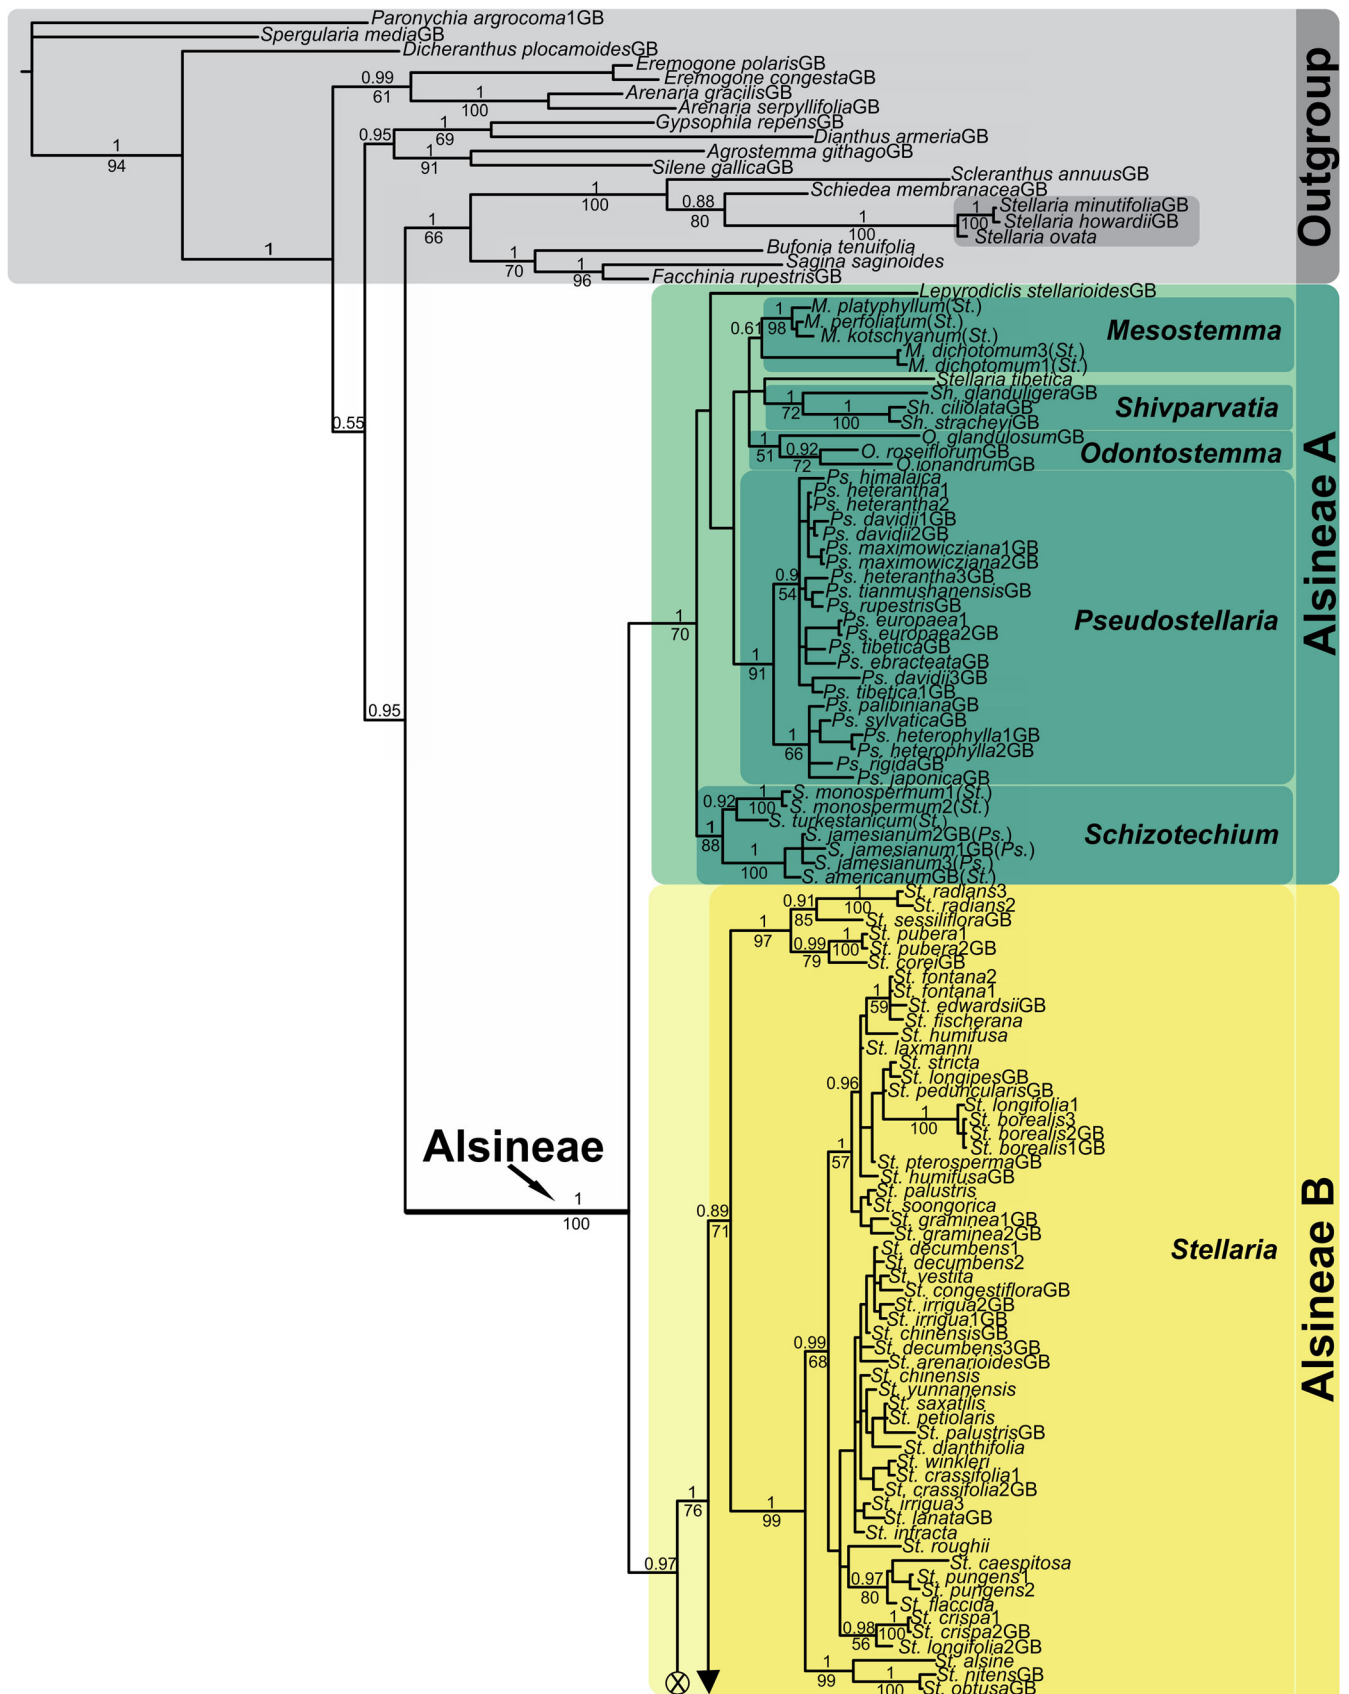 Paronychia argrocoma1GB
Spergularia mediaGB
Dicheranthus plocamoidesGB
Eremogone polarisGB
0.99
Eremogone congestaGB
61
1
Arenaria gracilisGB
100
Arenaria serpyllifoliaGB
1
Gypsophila repensGB
0.95
69
Dianthus armeriaGB
1
94
1
Agrostemma githagoGB
91
Silene gallicaGB
Scleranthus annuusGB
1
100
Schiedea membranaceaGB
0.88
80
1
Stellaria minutifoliaGB
100
Stellaria howardiiGB
1
100
Stellaria ovata
1
66
1
Bufonia tenuifolia
1
70
Sagina saginoides
1
96
Facchinia rupestrisGB
Outgroup
Lepyrodiclis stellarioidesGB
M. platyphyllum(St.)
1
98
M. perfoliatum(St.)
0.61
M. kotschyanum(St.)
Mesostemma
M. dichotomum3(St.)
M. dichotomum1(St.)
Stellaria tibetica
Sh. glanduligeraGB
1
72
Sh. ciliolataGB
1
100
Sh. stracheyiGB
Shivparvatia
0.55
O. glandulosumGB
1
51
O. roseiflorumGB
0.92
72
O.ionandrumGB
Odontostemma
Ps. himalaica
Ps. heterantha1
Ps. heterantha2
Ps. davidii1GB
Ps. davidii2GB
Ps. maximowicziana1GB
Ps. maximowicziana2GB
0.9
54
Ps. heterantha3GB
Ps. tianmushanensisGB
Ps. rupestrisGB
Ps. europaea1
Pseudostellaria
Ps. europaea2GB
1
70
Ps. tibeticaGB
1
91
Ps. ebracteataGB
Ps. davidii3GB
Ps. tibetica1GB
Ps. palibinianaGB
0.95
Ps. sylvaticaGB
Ps. heterophylla1GB
1
66
Ps. heterophylla2GB
Ps. rigidaGB
Ps. japonicaGB
Alsineae A
S. monospermum1(St.)
0.92
1
100
S. monospermum2(St.)
S. turkestanicum(St.)
1
88
S. jamesianum2GB(Ps.)
S. jamesianum1GB(Ps.)
1
100
S. jamesianum3(Ps.)
S. americanumGB(St.)
Schizotechium
St. radians3
0.91
85
1
100
St. radians2
St. sessilifloraGB
1
97
St. pubera1
0.99
79
1
100
St. pubera2GB
St. coreiGB
St. fontana2
1
59
St. fontana1
St. edwardsiiGB
St. fischerana
St. humifusa
St. laxmanni
St. stricta
St. longipesGB
0.96
St. peduncularisGB
St. longifolia1
1
100
St. borealis3
St. borealis2GB
St. borealis1GB
1
57
St. pterospermaGB
St. humifusaGB
Alsineae
1
100
St. palustris
St. soongorica
0.89
71
St. graminea1GB
St. graminea2GB
St. decumbens1
Stellaria
St. decumbens2
St. vestita
St. congestifloraGB
St. irrigua2GB
St. irrigua1GB
St. chinensisGB
0.99
68
St. decumbens3GB
St. arenarioidesGB
St. chinensis
St. yunnanensis
St. saxatilis
St. petiolaris
St. palustrisGB
St. dianthifolia
St. winkleri
St. crassifolia1
St. crassifolia2GB
1
76
1
99
St. irrigua3
St. lanataGB
St. infracta
St. roughii
0.97
St. caespitosa
0.97
80
St. pungens1
St. pungens2
St. flaccida
St. crispa1
0.98
56
1
100
St. crispa2GB
St. longifolia2GB
1
99
St. alsine
1
100
St. nitensGB
St. obtusaGB
Alsineae B